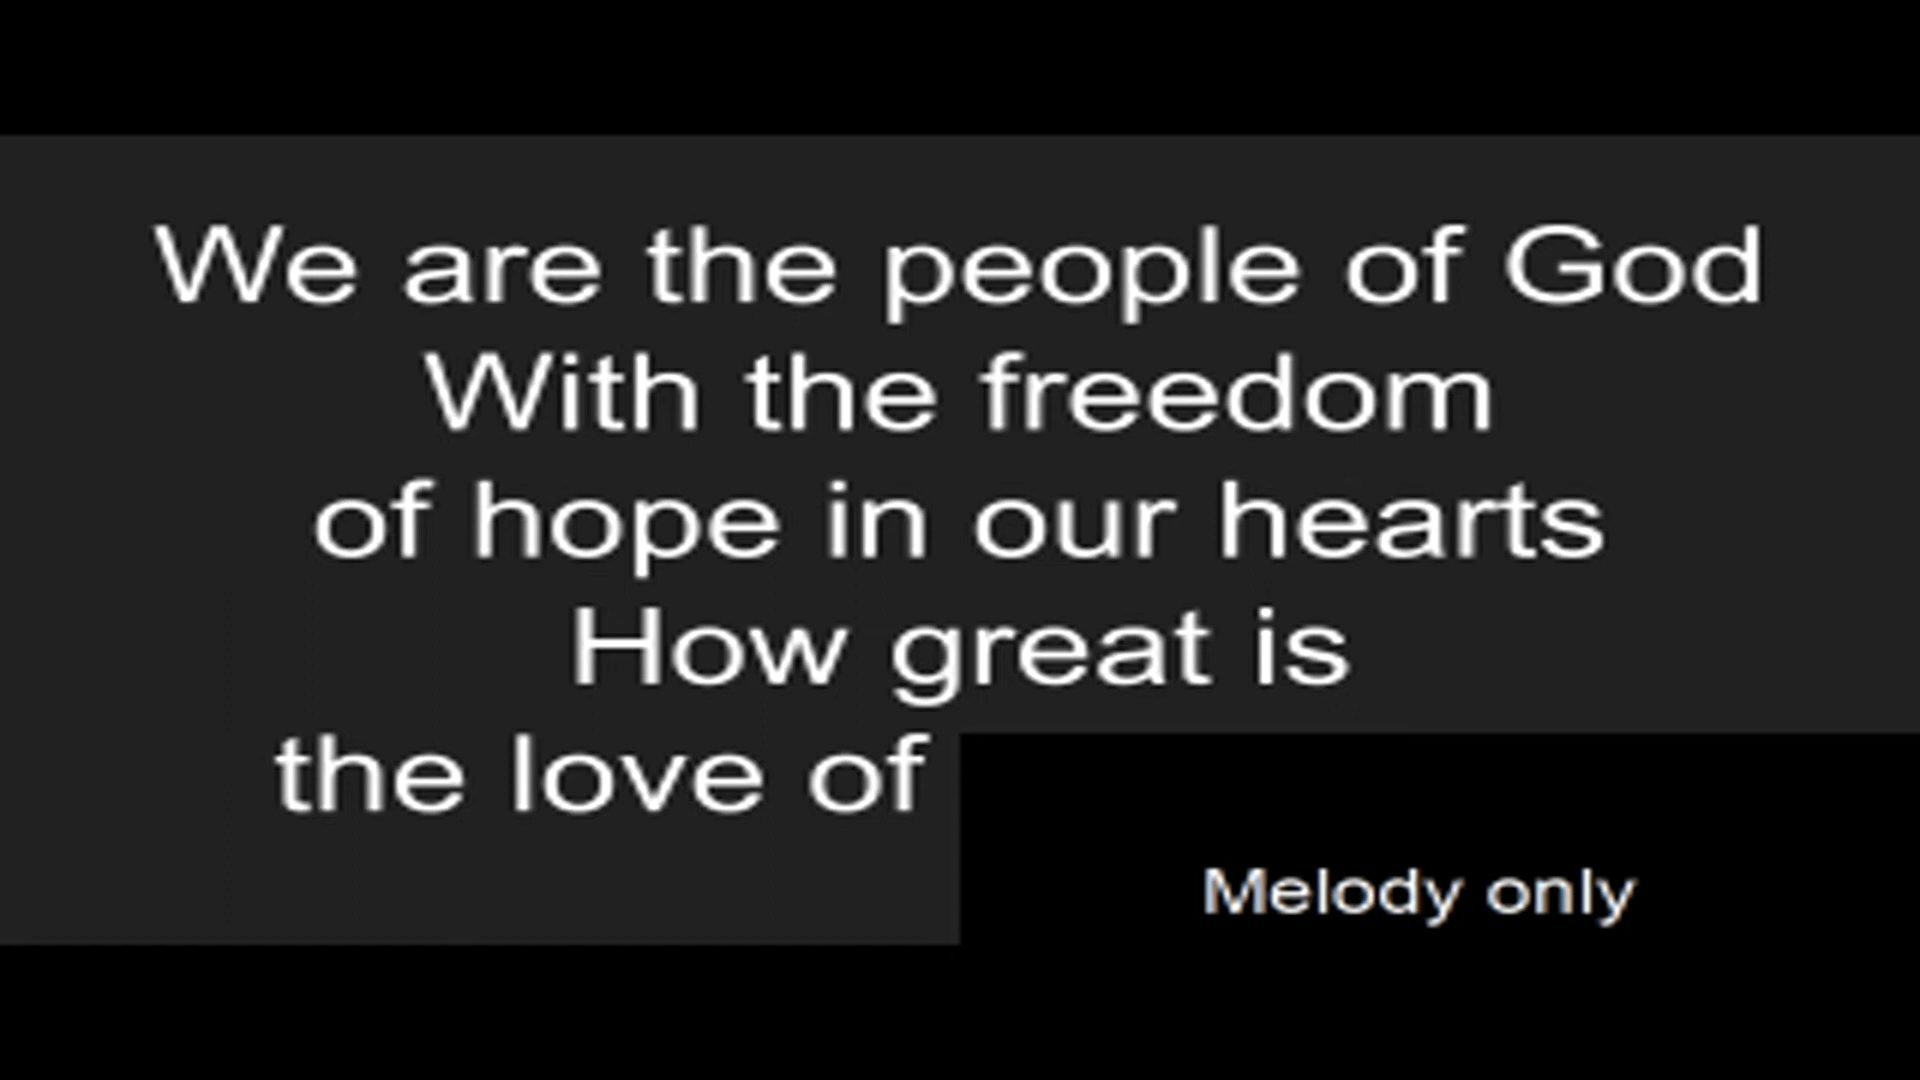 We are the people of God
With the freedom
of hope in our hearts
How great is
the love of
Melody only